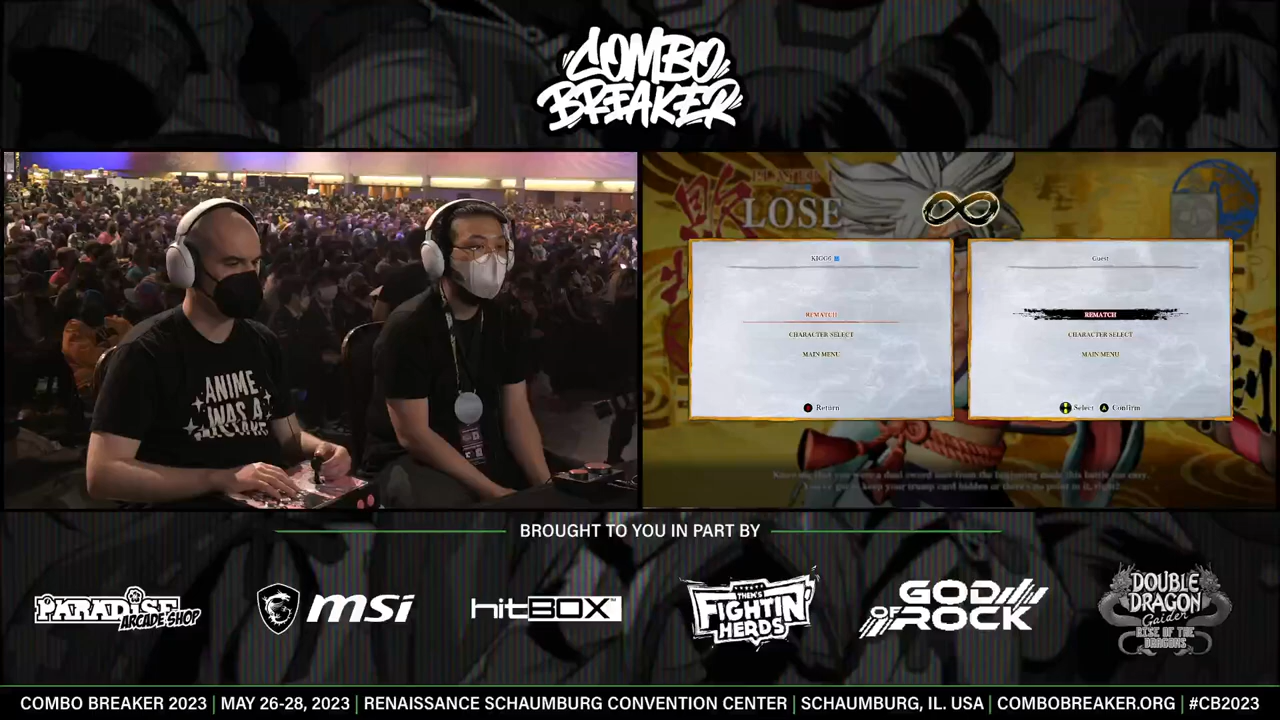 COMBO
BREAKER
敗
LOSE
KIGOU
Guest
REMATCH
REMATCH
CHARACTER SELECT
CHARACTER SELECT
MAIN MENU
MAIN MENU
Return
Select
Confirm
ANIME
WAS A
MISTAKE
BROUGHT TO YOU IN PART BY
PARADISE
ARCADE SHOP
msi
hitBOX
THEM'S
FIGHTIN'
HERDS
GOD
OF ROCK
DOUBLE
DRAGON
Gaiden
RISE OF THE
DRAGONS
COMBO BREAKER 2023 | MAY 26-28, 2023 | RENAISSANCE SCHAUMBURG CONVENTION CENTER | SCHAUMBURG, IL. USA | COMBOBREAKER.ORG | #CB2023